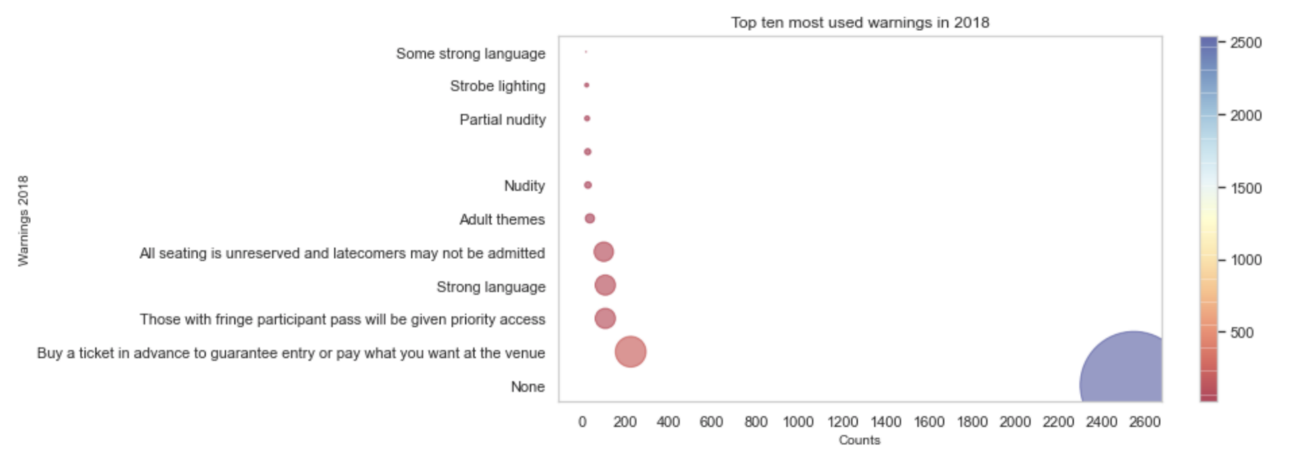 Top ten most used warnings in 2018
Warnings 2018
Some strong language
Strobe lighting
Partial nudity
Nudity
Adult themes
All seating is unreserved and latecomers may not be admitted
Strong language
Those with fringe participant pass will be given priority access
Buy a ticket in advance to guarantee entry or pay what you want at the venue
None
0 200 400 600 800 1000 1200 1400 1600 1800 2000 2200 2400 2600
Counts
2500
2000
1500
1000
500